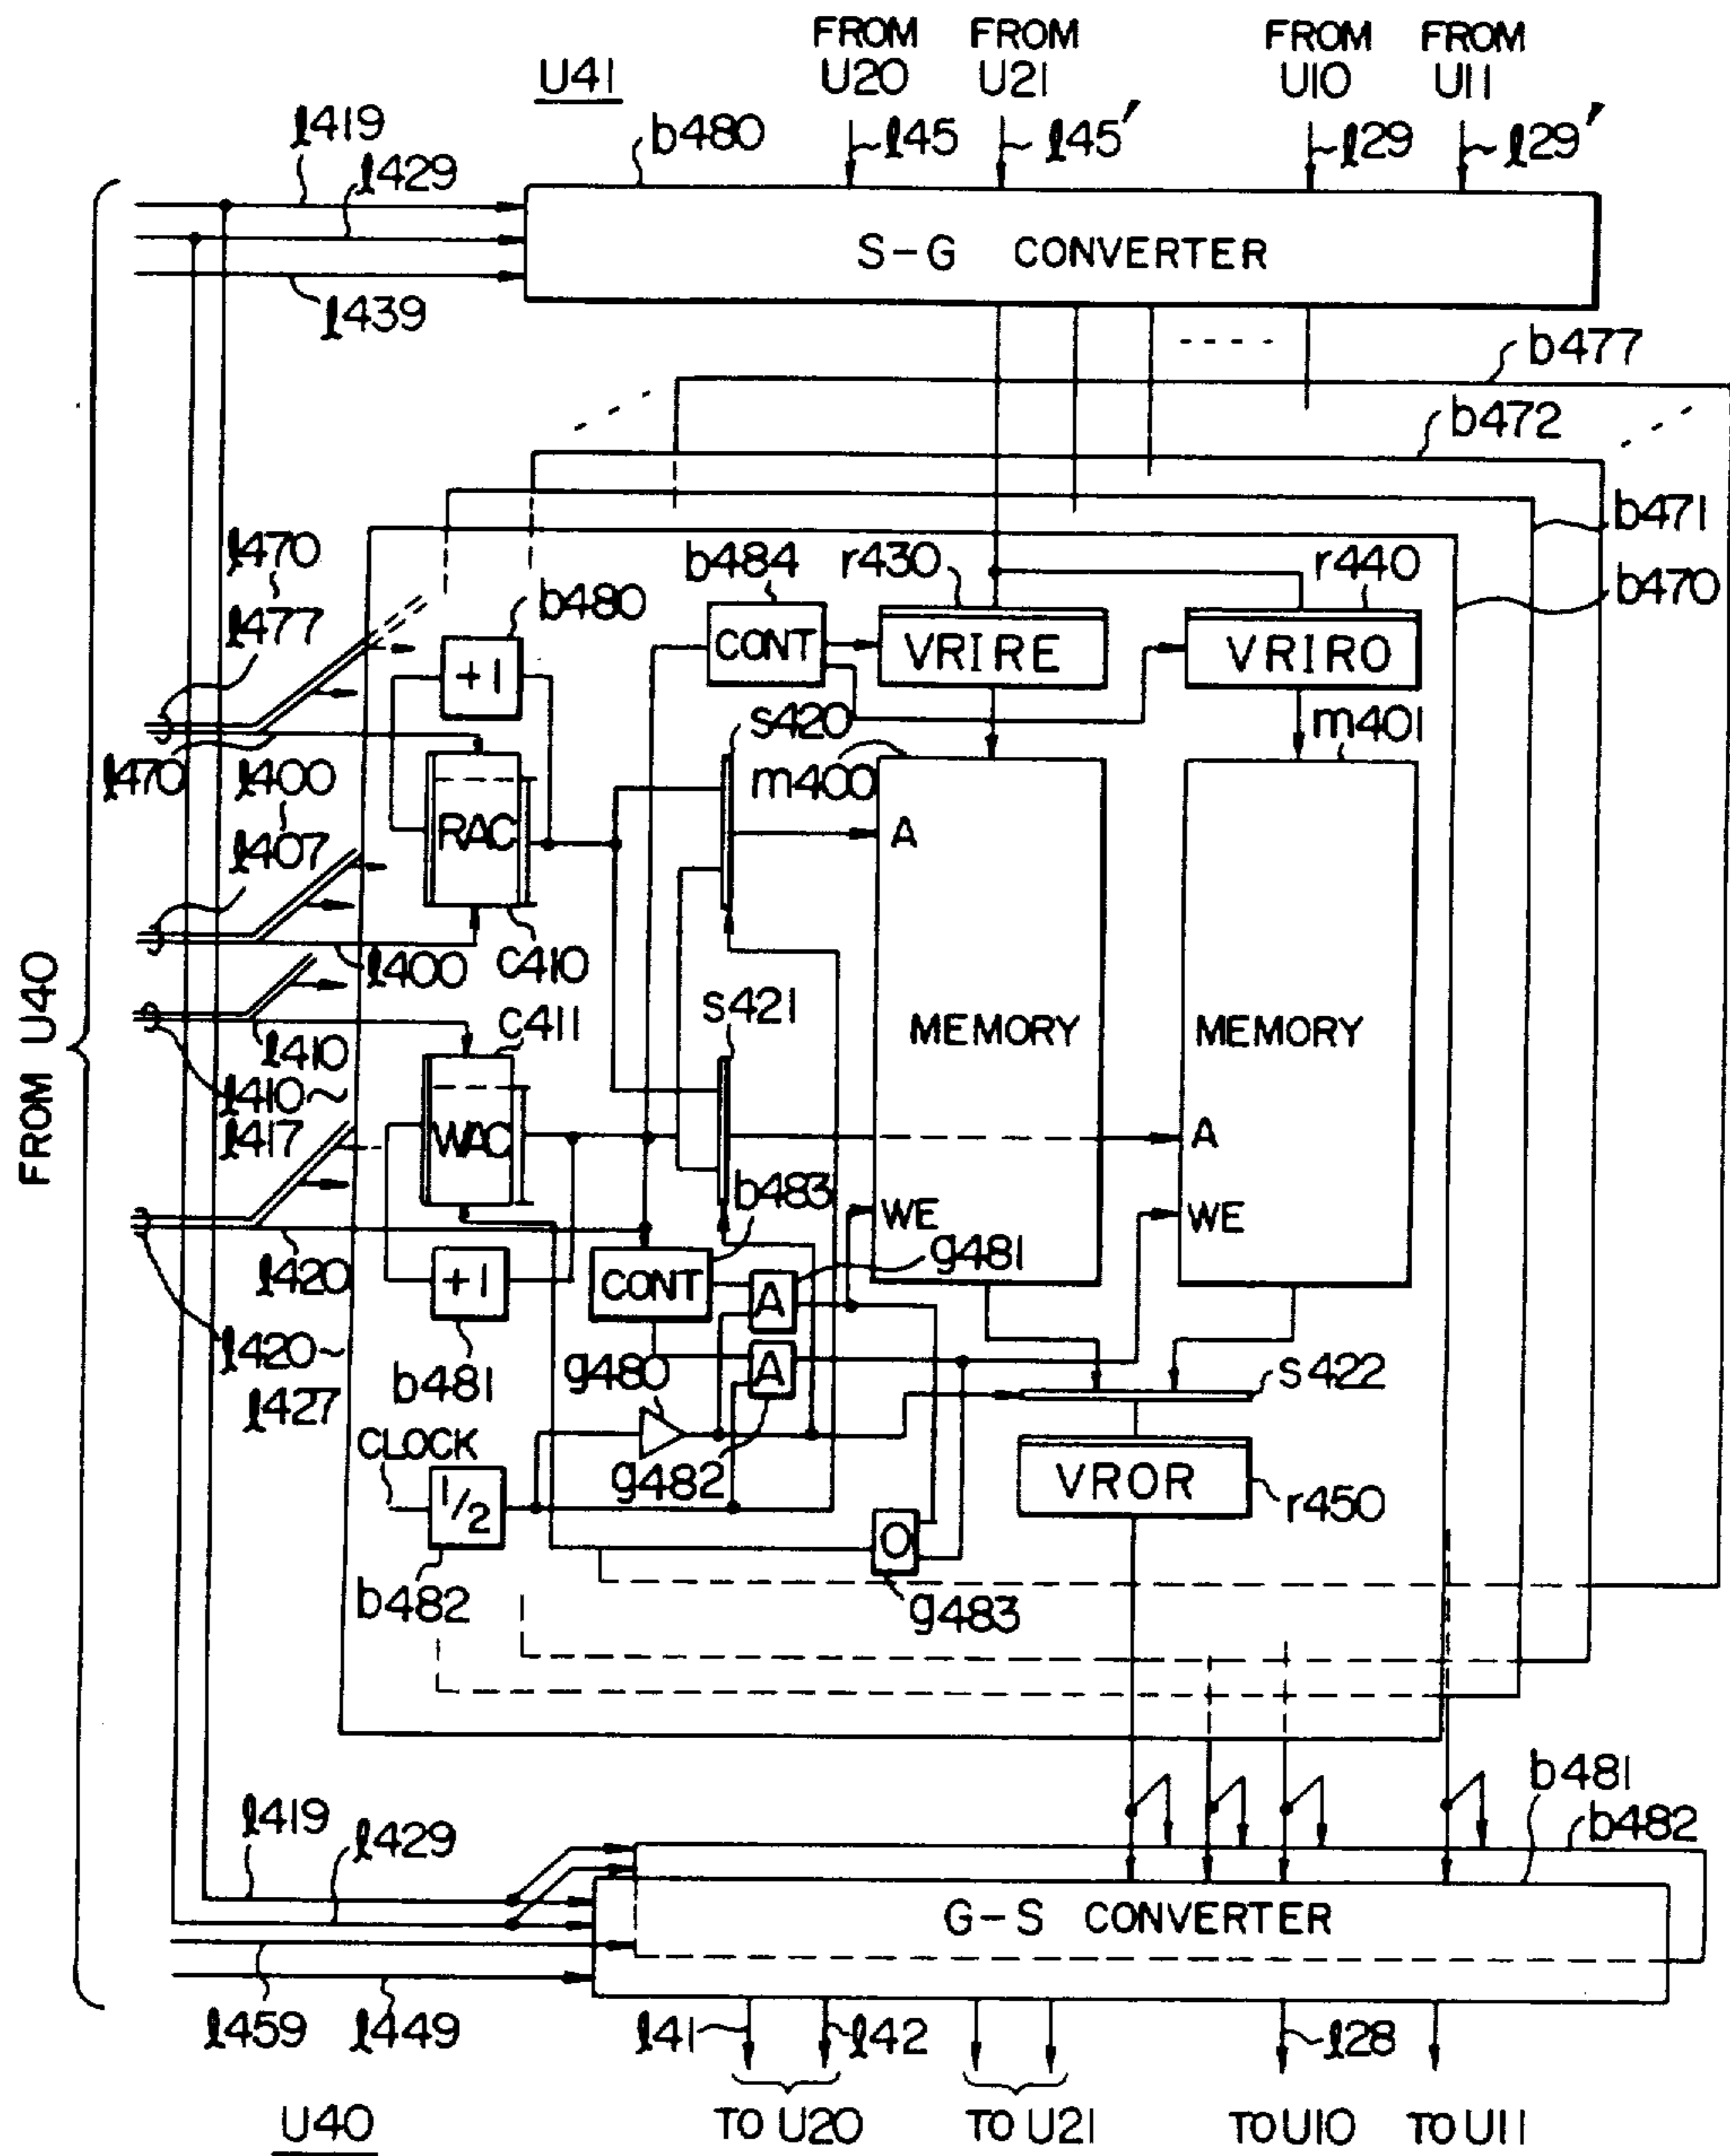 FROM U20
FROM U21
FROM U10
FROM U11
U41
l419
b480
l45
l45'
l29
l29'
l429
S-G CONVERTER
l439
b477
b472
b471
l470
l477
b480
b484
r430
r440
b470
+1
CONT
VRIRE
VRIRO
s420
m401
l470
l400
m400
l407
RAC
A
l400
c410
s421
c411
MEMORY
MEMORY
l410
l410~
l417
WAC
A
b483
WE
WE
g481
l420
+1
CONT
A
l420~
l427
b481
g480
A
s422
CLOCK
g482
1/2
VROR
r450
O
b482
g483
FROM U40
b481
l419
l429
b482
G-S CONVERTER
l459
l449
l41
l42
l28
TO U20
TO U21
TO U10
TO U11
U40